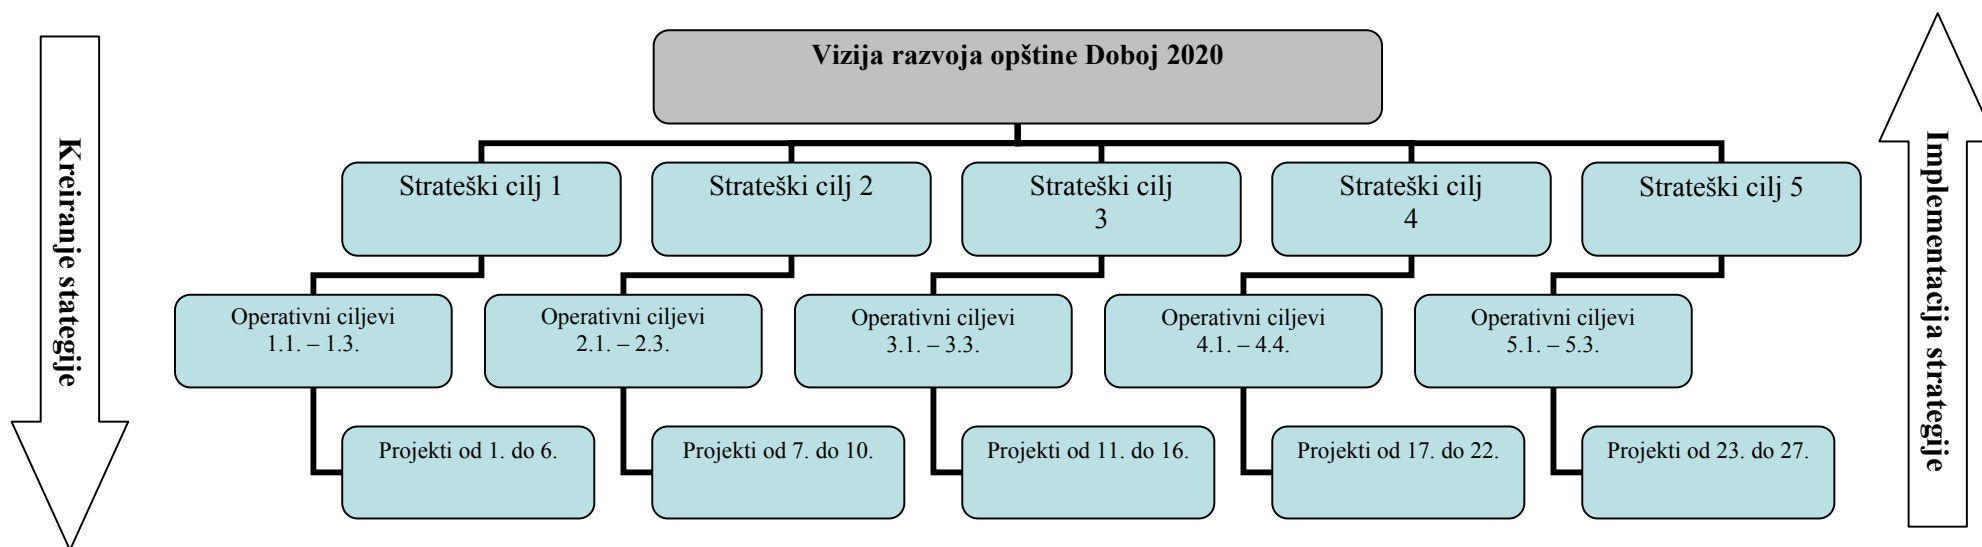 Vizija razvoja opštine Doboj 2020
Kreiranje stategije
Implementacija strategije
Strateški cilj 1
Strateški cilj 2
Strateški cilj
3
Strateški cilj
4
Strateški cilj 5
Operativni ciljevi
1.1. – 1.3.
Operativni ciljevi
2.1. – 2.3.
Operativni ciljevi
3.1. – 3.3.
Operativni ciljevi
4.1. – 4.4.
Operativni ciljevi
5.1. – 5.3.
Projekti od 1. do 6.
Projekti od 7. do 10.
Projekti od 11. do 16.
Projekti od 17. do 22.
Projekti od 23. do 27.